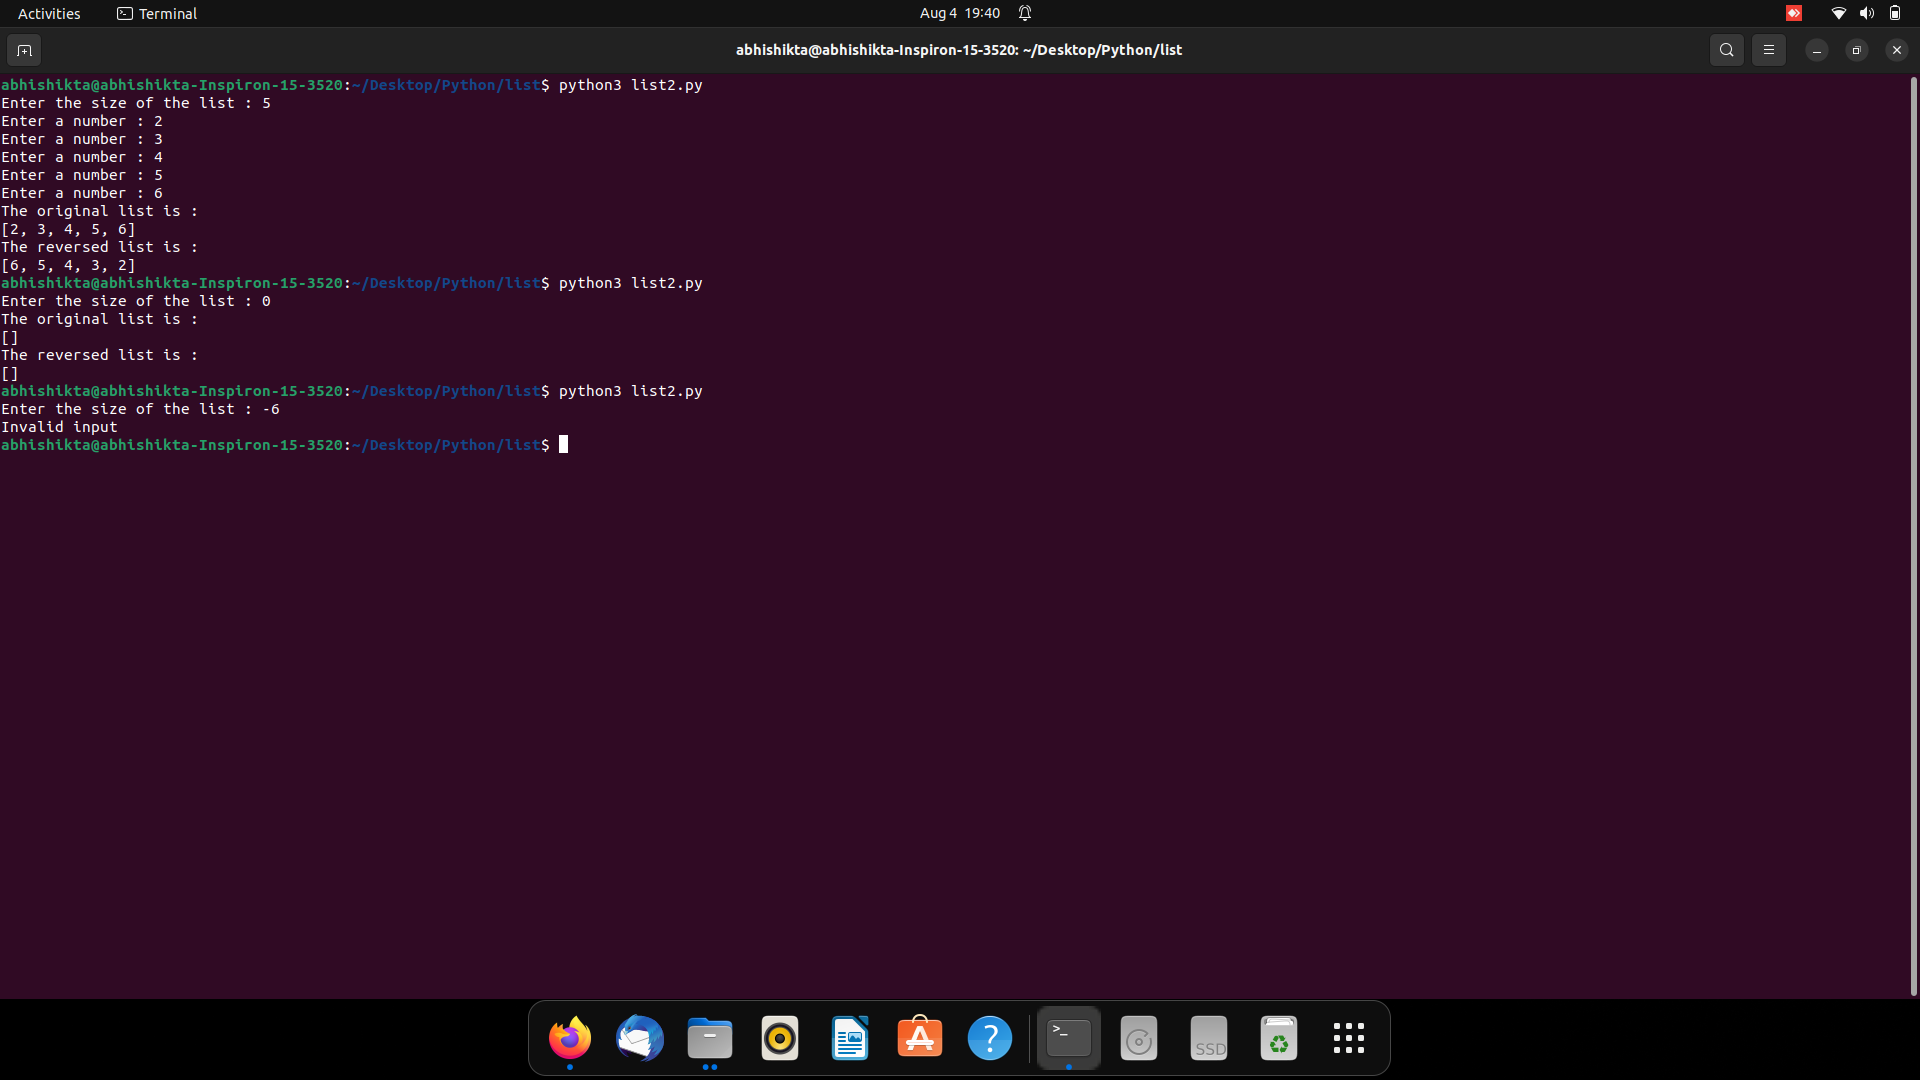 Activities Terminal Aug 4 19:40
abhishikta@abhishikta-Inspiron-15-3520: ~/Desktop/Python/list
abhishikta@abhishikta-Inspiron-15-3520:~/Desktop/Python/list$ python3 list2.py
Enter the size of the list : 5
Enter a number : 2
Enter a number : 3
Enter a number : 4
Enter a number : 5
Enter a number : 6
The original list is :
[2, 3, 4, 5, 6]
The reversed list is :
[6, 5, 4, 3, 2]
abhishikta@abhishikta-Inspiron-15-3520:~/Desktop/Python/list$ python3 list2.py
Enter the size of the list : 0
The original list is :
[]
The reversed list is :
[]
abhishikta@abhishikta-Inspiron-15-3520:~/Desktop/Python/list$ python3 list2.py
Enter the size of the list : -6
Invalid input
abhishikta@abhishikta-Inspiron-15-3520:~/Desktop/Python/list$
SSD